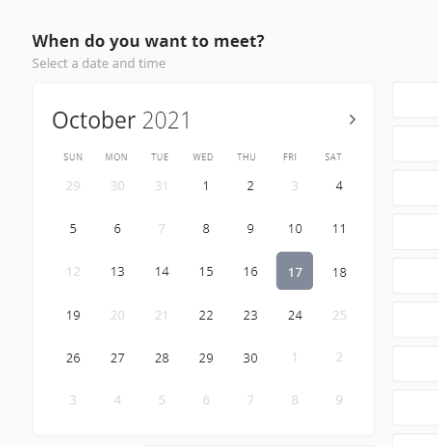 When do you want to meet?
Select a date and time
October 2021
SUN MON TUE WED THU FRI SAT
29 30 31 1 2 3 4
5 6 7 8 9 10 11
12 13 14 15 16 17 18
19 20 21 22 23 24 25
26 27 28 29 30 1 2
3 4 5 6 7 8 9